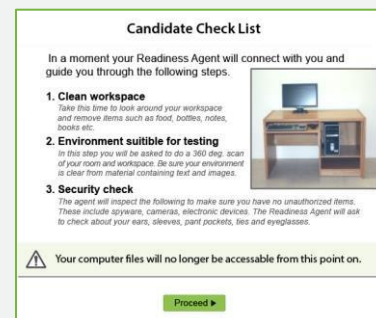 Candidate Check List
In a moment your Readiness Agent will connect with you and
guide you through the following steps.
1. Clean workspace
Take this time to look around your workspace
and remove items such as food, bottles, notes,
books etc.
2. Environment suitible for testing
In this step you will be asked to do a 360 deg. scan
of your room and workspace. Be sure your environment
is clear from material containing text and images.
3. Security check
The agent will inspect the following to make sure you have no unauthorized items.
These include spyware, cameras, electronic devices. The Readiness Agent will ask
to check about your ears, sleeves, pant pockets, ties and eyeglasses.
Your computer files will no longer be accessable from this point on.
Proceed